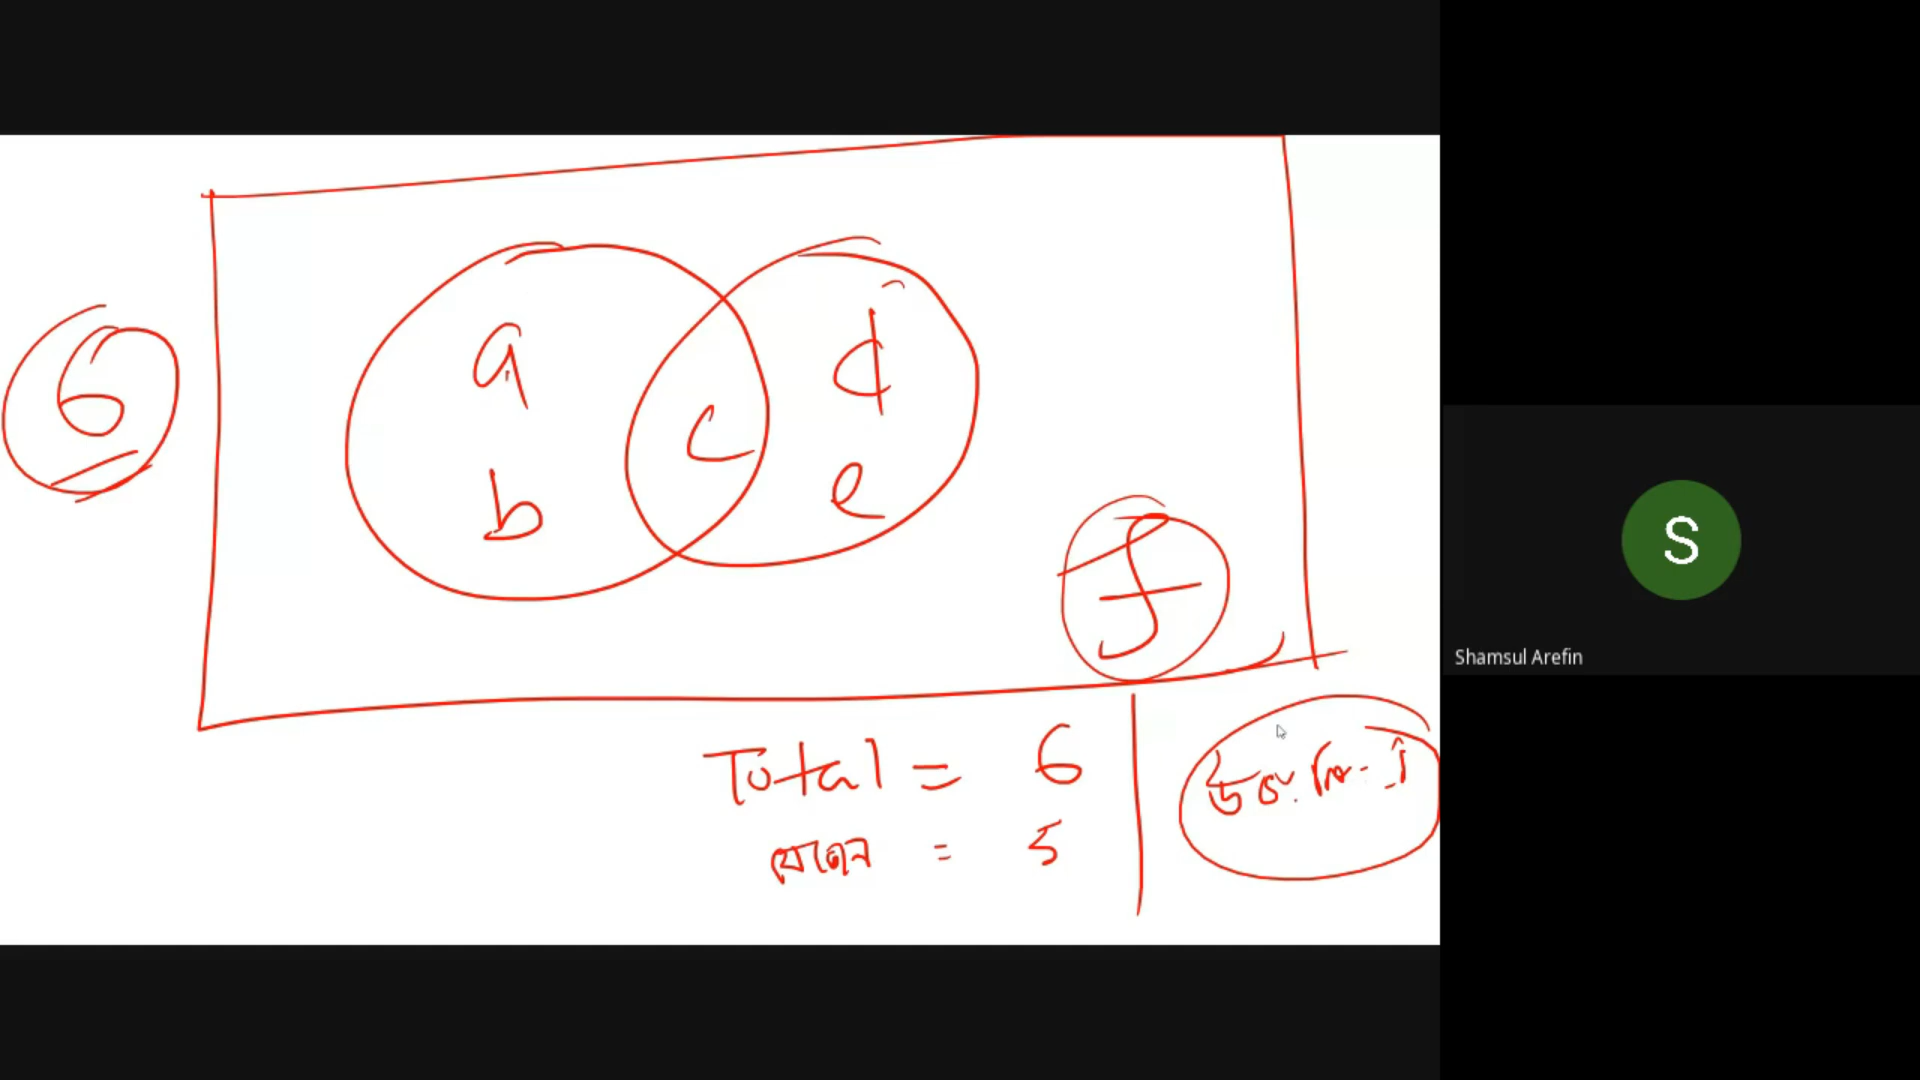 6
a
b
c
d
e
f
Total = 6
= 5
S
Shamsul Arefin